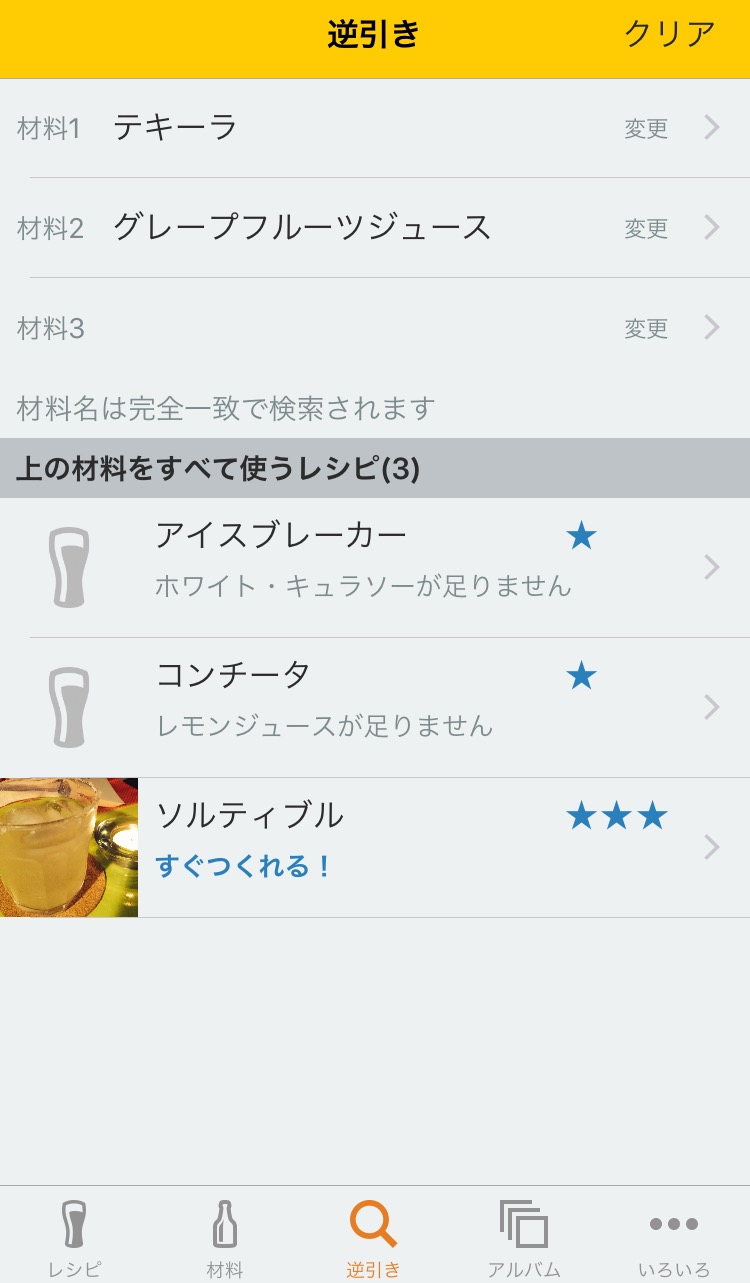 逆引き
クリア
材料1 テキーラ 変更
材料2 グレープフルーツジュース 変更
材料3 変更
材料名は完全一致で検索されます
上の材料をすべて使うレシピ(3)
アイスブレーカー ★
ホワイト・キュラソーが足りません
コンチータ ★
レモンジュースが足りません
ソルティブル ★★★
すぐつくれる！
レシピ 材料 逆引き アルバム いろいろ